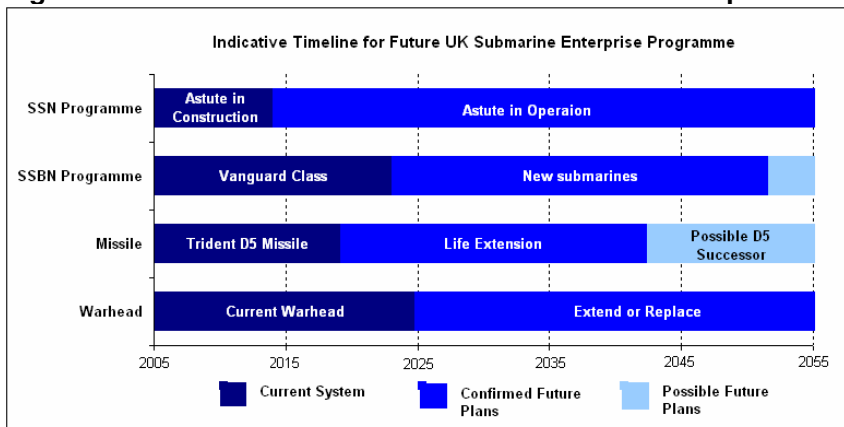 Indicative Timeline for Future UK Submarine Enterprise Programme
SSN Programme
Astute in
Construction
Astute in Operaion
SSBN Programme
Vanguard Class
New submarines
Missile
Trident D5 Missile
Life Extension
Possible D5
Successor
Warhead
Current Warhead
Extend or Replace
2005 2015 2025 2035 2045 2055
Current System
Confirmed Future
Plans
Possible Future
Plans